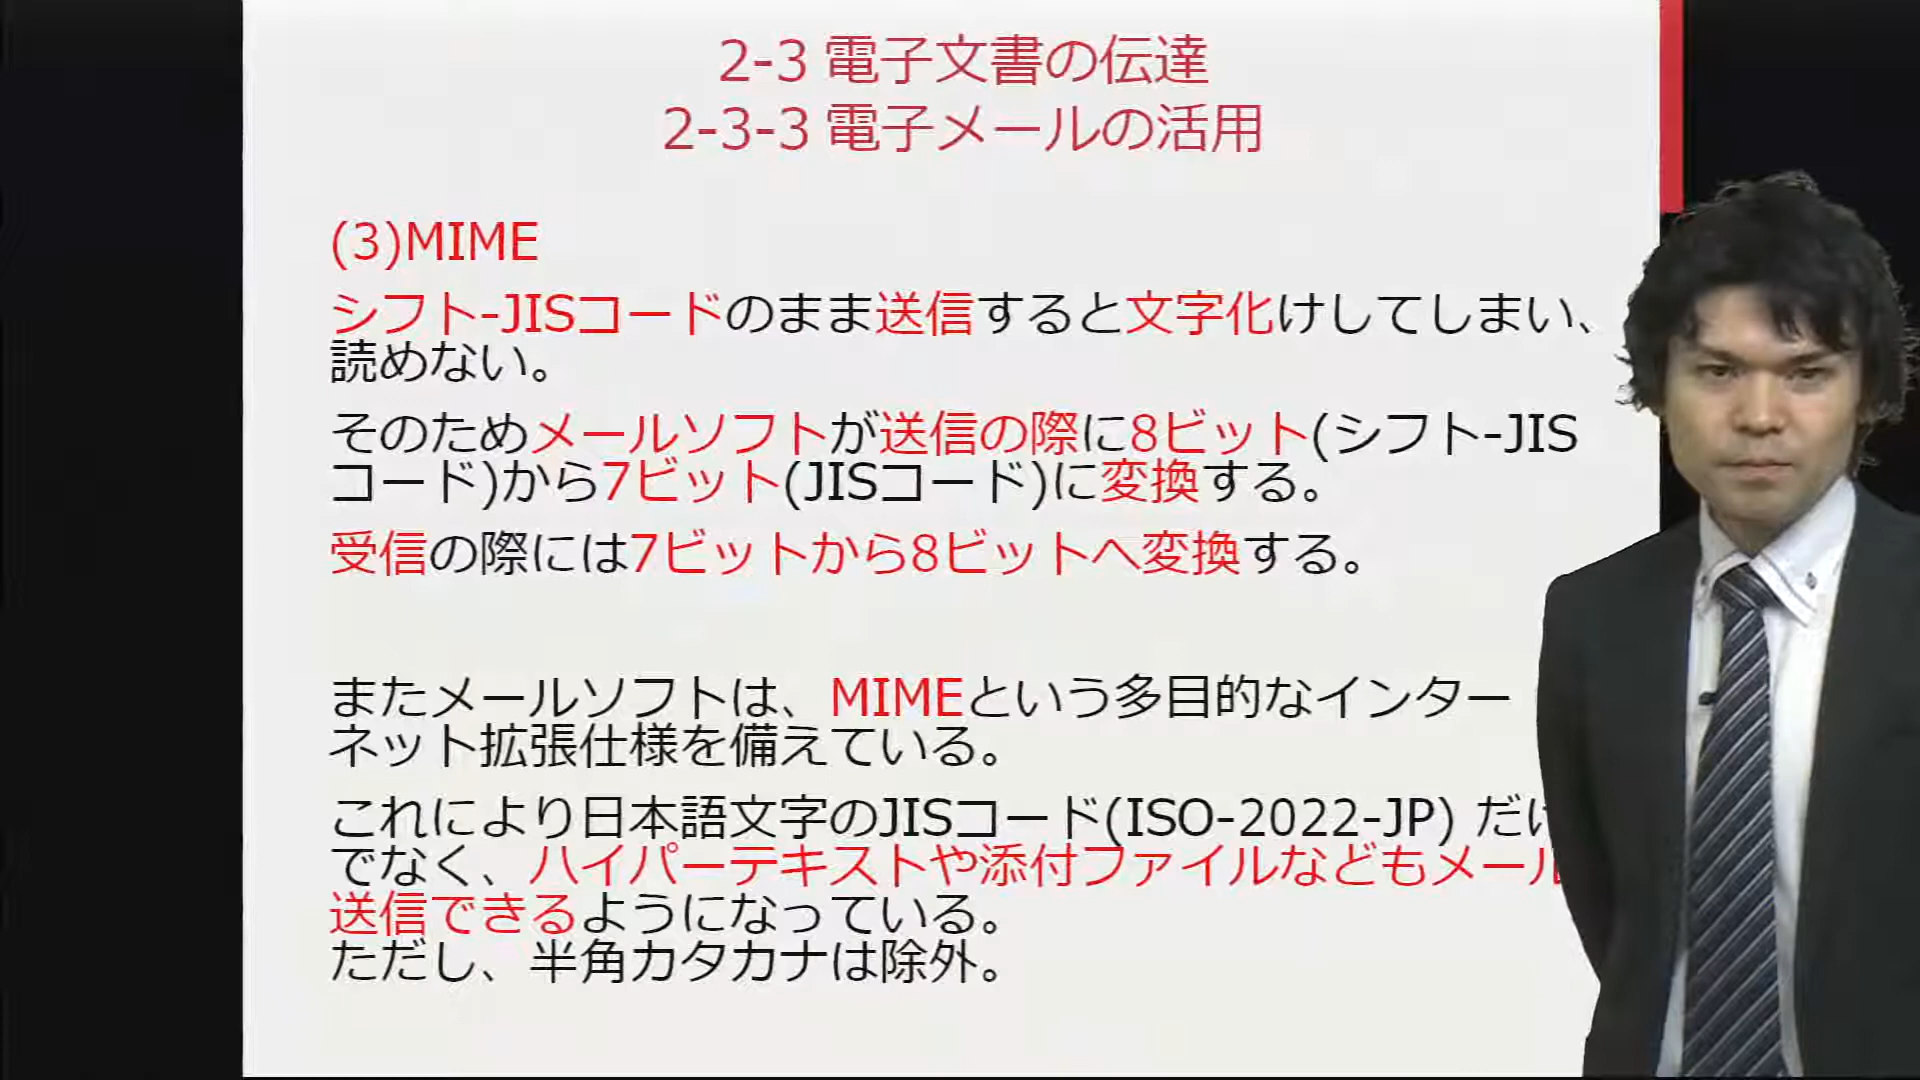 2-3 電子文書の伝達
2-3-3 電子メールの活用
(3)MIME
シフト-JISコードのまま送信すると文字化けしてしまい、
読めない。
そのためメールソフトが送信の際に8ビット(シフト-JIS
コード)から7ビット(JISコード)に変換する。
受信の際には7ビットから8ビットへ変換する。
またメールソフトは、MIMEという多目的なインター
ネット拡張仕様を備えている。
これにより日本語文字のJISコード(ISO-2022-JP) だけ
でなく、ハイパーテキストや添付ファイルなどもメール
送信できるようになっている。
ただし、半角カタカナは除外。